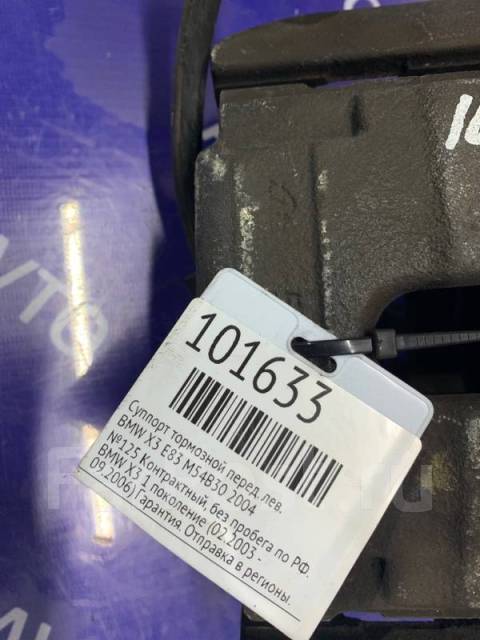 101633
Суппорт тормозной перед. лев.
BMW X3 E83 M54B30 2004
№125 Контрактный, без пробега по РФ.
BMW X3 1 поколение (02.2003 -
09.2006) Гарантия. Отправка в регионы.